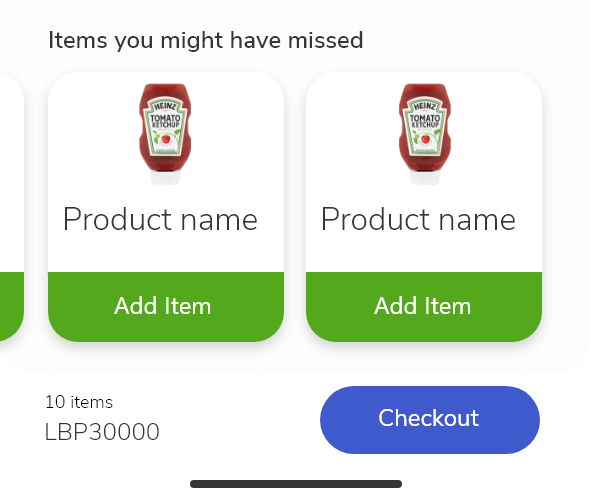 Items you might have missed
HEINZ HEINZ
TOMATO TOMATO
KETCHUP KETCHUP
Product name Product name
Add Item Add Item
10 items
LBP30000
Checkout